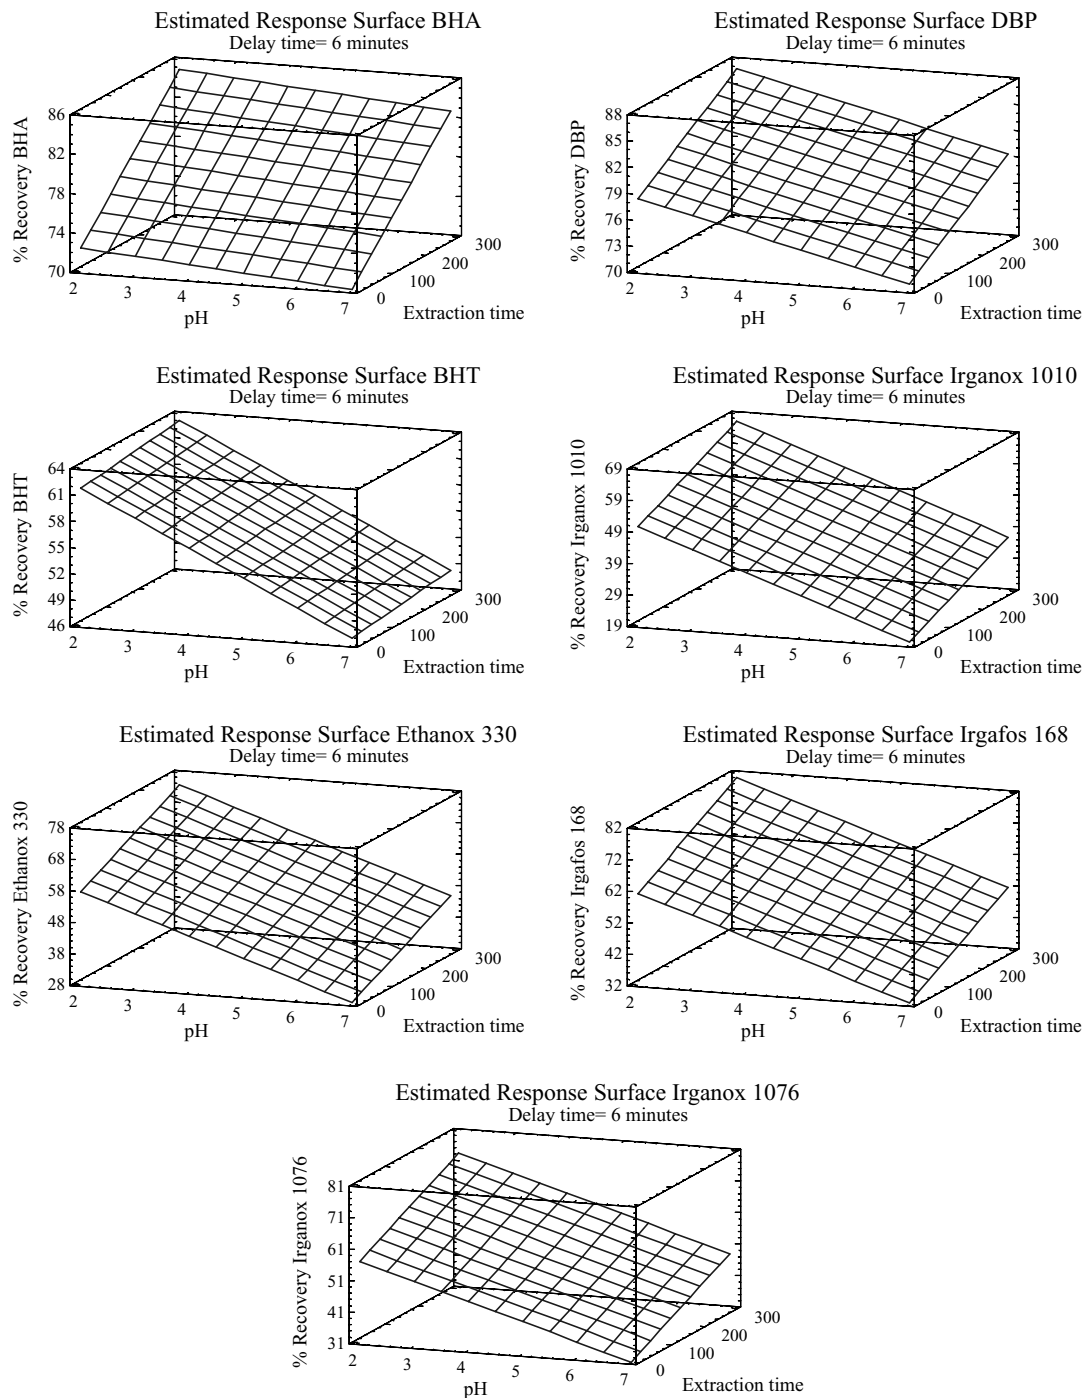 Estimated Response Surface BHA
Delay time= 6 minutes
% Recovery BHA
86
82
78
74
70
2 3 4 5 6 7
pH
0 100 200 300
Extraction time
Estimated Response Surface DBP
Delay time= 6 minutes
% Recovery DBP
88
85
82
79
76
73
70
2 3 4 5 6 7
pH
0 100 200 300
Extraction time
Estimated Response Surface BHT
Delay time= 6 minutes
% Recovery BHT
64
61
58
55
52
49
46
2 3 4 5 6 7
pH
0 100 200 300
Extraction time
Estimated Response Surface Irganox 1010
Delay time= 6 minutes
% Recovery Irganox 1010
69
59
49
39
29
19
2 3 4 5 6 7
pH
0 100 200 300
Extraction time
Estimated Response Surface Ethanox 330
Delay time= 6 minutes
% Recovery Ethanox 330
78
68
58
48
38
28
2 3 4 5 6 7
pH
0 100 200 300
Extraction time
Estimated Response Surface Irgafos 168
Delay time= 6 minutes
% Recovery Irgafos 168
82
72
62
52
42
32
2 3 4 5 6 7
pH
0 100 200 300
Extraction time
Estimated Response Surface Irganox 1076
Delay time= 6 minutes
% Recovery Irganox 1076
81
71
61
51
41
31
2 3 4 5 6 7
pH
0 100 200 300
Extraction time